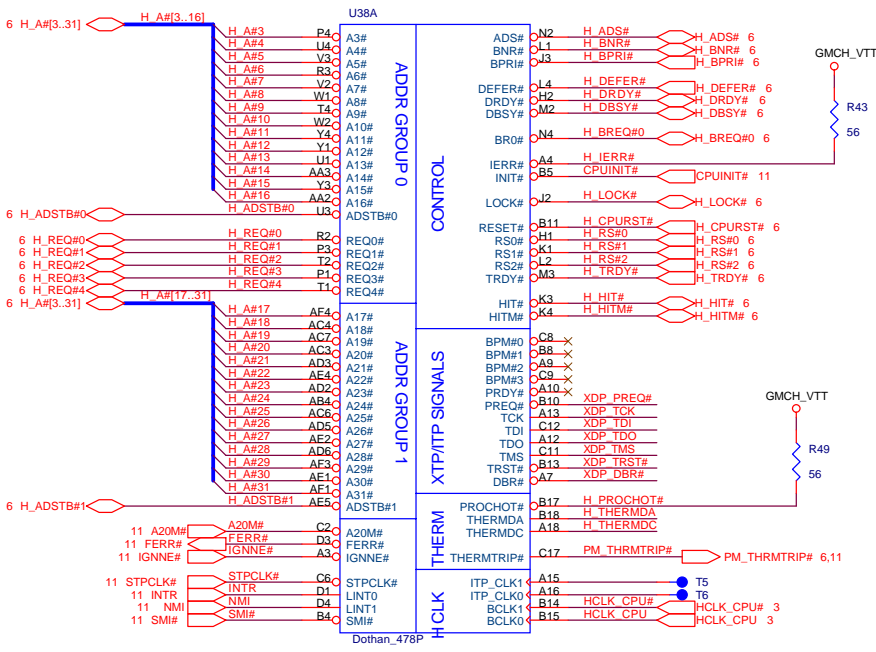 U38A
6 H_A#[3..31] H_A#[3..16]
H_A#3 P4 A3#
H_A#4 U4 A4#
H_A#5 V3 A5#
H_A#6 R3 A6#
H_A#7 V2 A7#
H_A#8 W1 A8#
H_A#9 T4 A9#
H_A#10 W2 A10#
H_A#11 Y4 A11#
H_A#12 Y1 A12#
H_A#13 U1 A13#
H_A#14 AA3 A14#
H_A#15 Y3 A15#
H_A#16 AA2 A16#
6 H_ADSTB#0 H_ADSTB#0 U3 ADSTB#0
6 H_REQ#0 H_REQ#0 R2 REQ0#
6 H_REQ#1 H_REQ#1 P3 REQ1#
6 H_REQ#2 H_REQ#2 T2 REQ2#
6 H_REQ#3 H_REQ#3 P1 REQ3#
6 H_REQ#4 H_REQ#4 T1 REQ4#
ADDR GROUP 0
6 H_A#[3..31] H_A#[17..31]
H_A#17 AF4 A17#
H_A#18 AC4 A18#
H_A#19 AC7 A19#
H_A#20 AC3 A20#
H_A#21 AD3 A21#
H_A#22 AE4 A22#
H_A#23 AD2 A23#
H_A#24 AB4 A24#
H_A#25 AC6 A25#
H_A#26 AD5 A26#
H_A#27 AE2 A27#
H_A#28 AD6 A28#
H_A#29 AF3 A29#
H_A#30 AE1 A30#
H_A#31 AF1 A31#
6 H_ADSTB#1 H_ADSTB#1 AE5 ADSTB#1
ADDR GROUP 1
11 A20M# A20M# C2 A20M#
11 FERR# FERR# D3 FERR#
11 IGNNE# IGNNE# A3 IGNNE#
11 STPCLK# STPCLK# C6 STPCLK#
11 INTR INTR D1 LINT0
11 NMI NMI D4 LINT1
11 SMI# SMI# B4 SMI#
CONTROL
ADS# N2 H_ADS# H_ADS# 6
BNR# L1 H_BNR# H_BNR# 6
BPRI# J3 H_BPRI# H_BPRI# 6
DEFER# L4 H_DEFER# H_DEFER# 6
DRDY# H2 H_DRDY# H_DRDY# 6
DBSY# M2 H_DBSY# H_DBSY# 6
BR0# N4 H_BREQ#0 H_BREQ#0 6
IERR# A4 H_IERR#
INIT# B5 CPUINIT# CPUINIT# 11
LOCK# J2 H_LOCK# H_LOCK# 6
RESET# B11 H_CPURST# H_CPURST# 6
RS0# H1 H_RS#0 H_RS#0 6
RS1# K1 H_RS#1 H_RS#1 6
RS2# L2 H_RS#2 H_RS#2 6
TRDY# M3 H_TRDY# H_TRDY# 6
HIT# K3 H_HIT# H_HIT# 6
HITM# K4 H_HITM# H_HITM# 6
GMCH_VTT
R43
56
XTP/ITP SIGNALS
BPM#0 C8
BPM#1 B8
BPM#2 A9
BPM#3 C9
PRDY# A10
PREQ# B10 XDP_PREQ#
TCK A13 XDP_TCK
TDI C12 XDP_TDI
TDO A12 XDP_TDO
TMS C11 XDP_TMS
TRST# B13 XDP_TRST#
DBR# A7 XDP_DBR#
GMCH_VTT
R49
56
THERM
PROCHOT# B17 H_PROCHOT#
THERMDA B18 H_THERMDA
THERMDC A18 H_THERMDC
THERMTRIP# C17 PM_THRMTRIP# PM_THRMTRIP# 6,11
H CLK
ITP_CLK1 A15 T5
ITP_CLK0 A16 T6
BCLK1 B14 HCLK_CPU# HCLK_CPU# 3
BCLK0 B15 HCLK_CPU HCLK_CPU 3
Dothan_478P